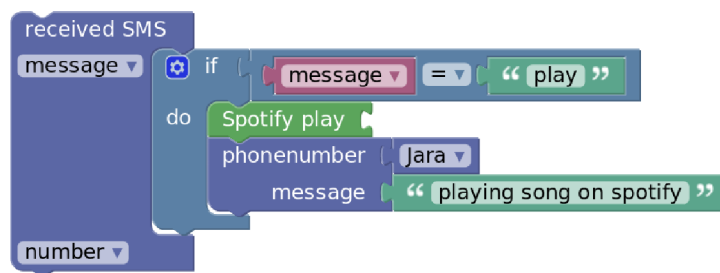 received SMS
message ▾ if message ▾ = ▾ “ play ”
do Spotify play
phonenumber Jara ▾
message “ playing song on spotify ”
number ▾